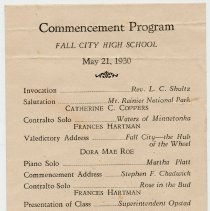 Commencement Program
FALL CITY HIGH SCHOOL
May 21, 1930
Invocation Rev. L. C. Shultz
Salutation Mt. Rainier National Park
CATHERINE C. COPPERS
Contralto Solo Waters of Minnetonka
FRANCES HARTMAN
Valedictory Address Fall City—the Hub
of the Wheel
DORA MAE ROE
Piano Solo Martha Platt
Commencement Address Stephen F. Chadwick
Contralto Solo Rose in the Bud
FRANCES HARTMAN
Presentation of Class Superintendent Opstad